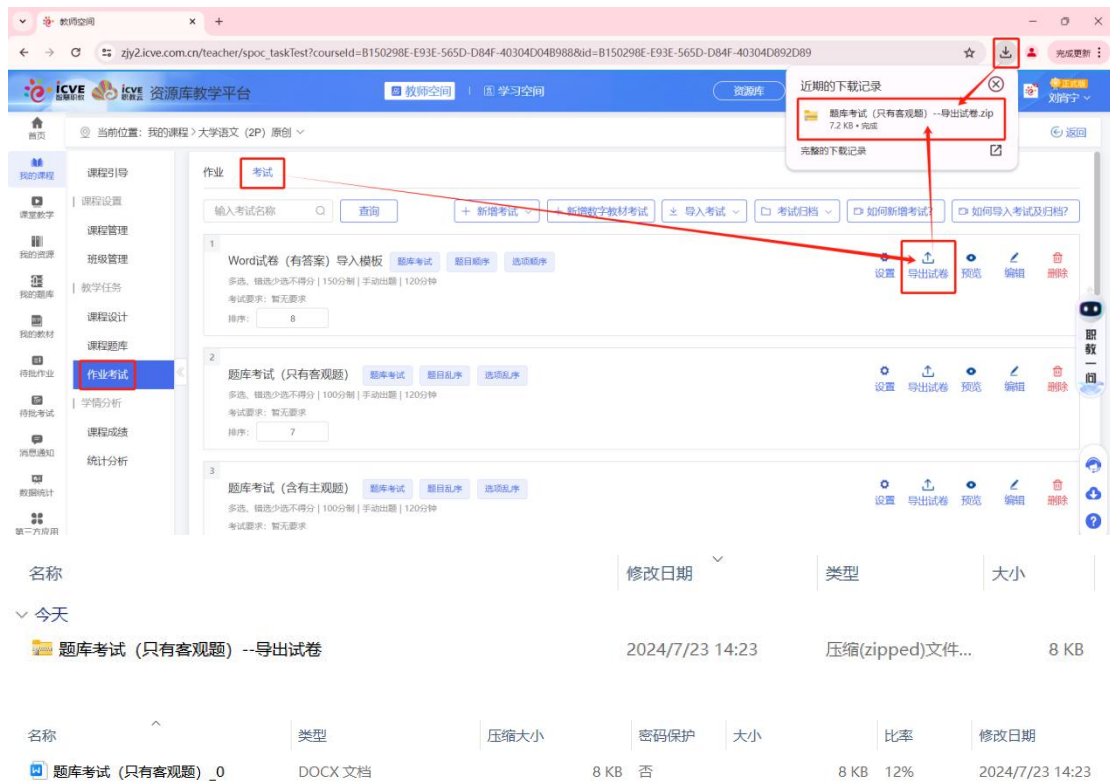 教师空间
zjy2.icve.com.cn/teacher/spoc_taskTest?courseId=B150298E-E93E-565D-D84F-40304D04B988&id=B150298E-E93E-565D-D84F-40304D892D89
完成更新
icve 智慧职教 icve 职教云 资源库教学平台
教师空间 学习空间 资源库
正式版
刘肖宁
近期的下载记录
题库考试（只有客观题）--导出试卷.zip
7.2 KB • 完成
完整的下载记录
首页
我的课程
课堂教学
我的资源
我的题库
我的教材
待批作业
待批考试
消息通知
数据统计
第三方应用
当前位置：我的课程 > 大学语文（2P）原创
返回
课程引导
课程设置
课程管理
班级管理
教学任务
课程设计
课程题库
作业考试
学情分析
课程成绩
统计分析
作业 考试
输入考试名称 查询 + 新增考试 + 新增数字教材考试 导入考试 考试归档 如何新增考试? 如何导入考试及归档?
1
Word试卷（有答案）导入模板 题库考试 题目顺序 选项顺序
多选、错选少选不得分 | 150分制 | 手动出题 | 120分钟
考试要求：暂无要求
排序： 8
设置 导出试卷 预览 编辑 删除
2
题库考试（只有客观题） 题库考试 题目乱序 选项乱序
多选、错选少选不得分 | 100分制 | 手动出题 | 120分钟
考试要求：暂无要求
排序： 7
设置 导出试卷 预览 编辑 删除
3
题库考试（含有主观题） 题库考试 题目乱序 选项乱序
多选、错选少选不得分 | 100分制 | 手动出题 | 120分钟
考试要求：暂无要求
设置 导出试卷 预览 编辑 删除
职教一问
名称 修改日期 类型 大小
今天
题库考试（只有客观题）--导出试卷 2024/7/23 14:23 压缩(zipped)文件... 8 KB
名称 类型 压缩大小 密码保护 大小 比率 修改日期
题库考试（只有客观题）_0 DOCX 文档 8 KB 否 8 KB 12% 2024/7/23 14:23